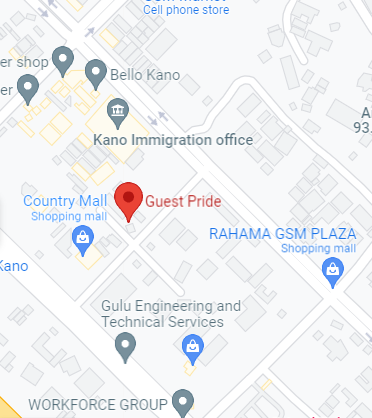 Cell phone store
er shop
Bello Kano
er
A
93.
Kano Immigration office
Country Mall
Shopping mall
Guest Pride
RAHAMA GSM PLAZA
Shopping mall
Kano
Gulu Engineering and
Technical Services
WORKFORCE GROUP